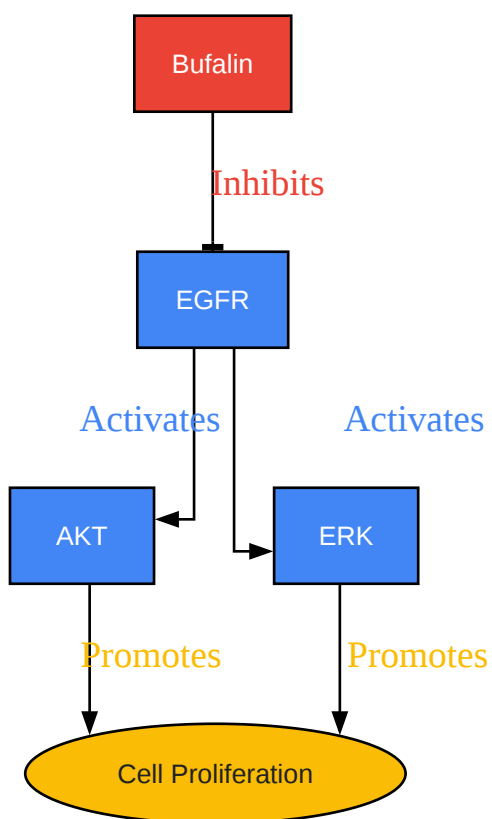 Bufalin
Inhibits
EGFR
Activates
Activates
AKT
ERK
Promotes
Promotes
Cell Proliferation